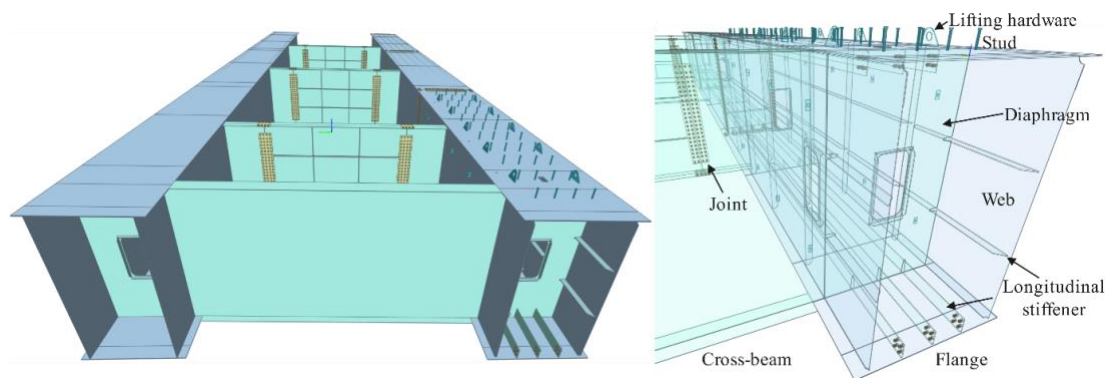 Lifting hardware
Stud
Diaphragm
Web
Joint
Longitudinal
stiffener
Cross-beam
Flange